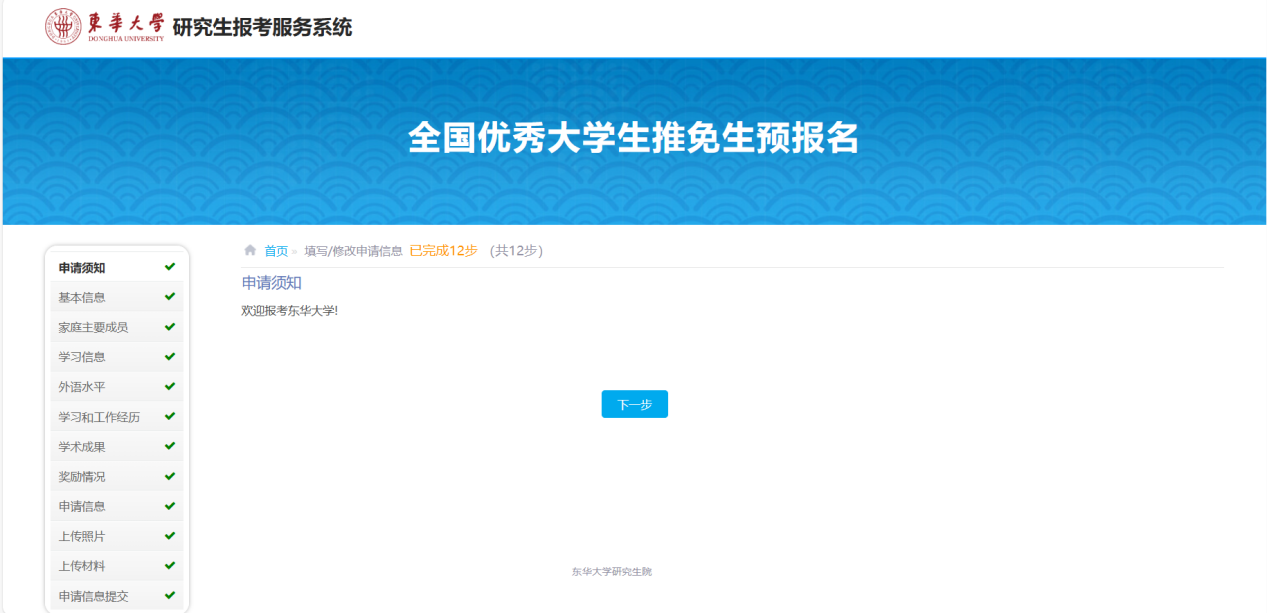 東華大學 研究生报考服务系统
DONGHUA UNIVERSITY
全国优秀大学生推免生预报名
申请须知
基本信息
家庭主要成员
学习信息
外语水平
学习和工作经历
学术成果
奖励情况
申请信息
上传照片
上传材料
申请信息提交
首页 » 填写/修改申请信息 已完成12步 (共12步)
申请须知
欢迎报考东华大学!
下一步
东华大学研究生院